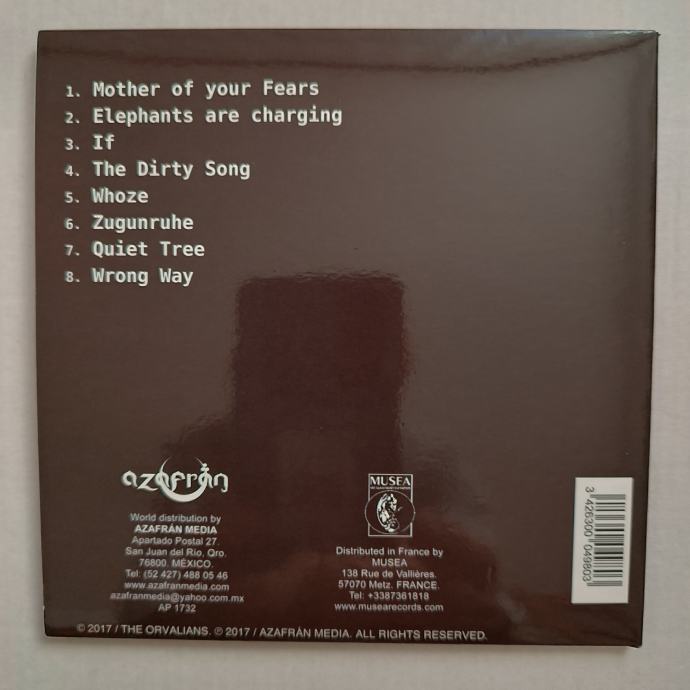 1. Mother of your Fears
2. Elephants are charging
3. If
4. The Dirty Song
5. Whoze
6. Zugunruhe
7. Quiet Tree
8. Wrong Way
azafrán
World distribution by
AZAFRÁN MEDIA
Apartado Postal 27.
San Juan del Río, Qro.
76800. MÉXICO.
Tel: (52 427) 488 05 46
www.azafranmedia.com
azafranmedia@yahoo.com.mx
AP 1732
MUSEA
Distributed in France by
MUSEA
138 Rue de Vallières.
57070 Metz. FRANCE.
Tel: +3387361818
www.musearecords.com
3 426300 049803
© 2017 / THE ORVALIANS. ℗ 2017 / AZAFRÁN MEDIA. ALL RIGHTS RESERVED.